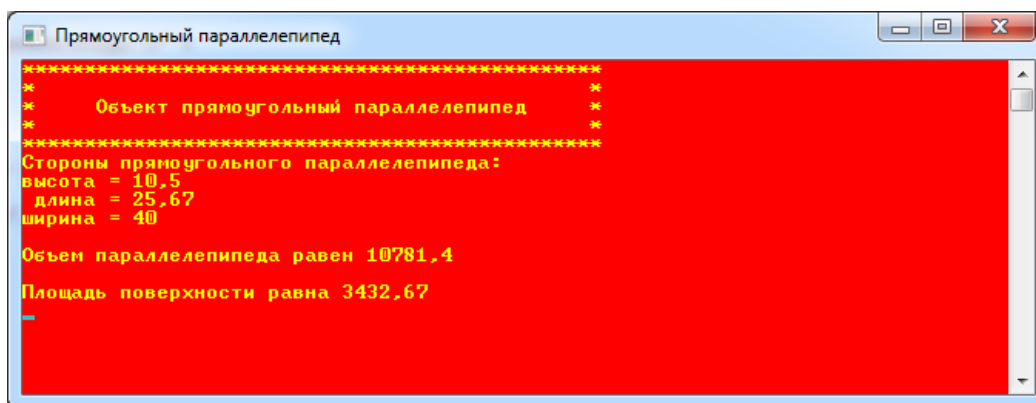 Прямоугольный параллелепипед
***********************************************
*                                             *
*     Объект прямоугольный параллелепипед     *
*                                             *
***********************************************
Стороны прямоугольного параллелепипеда:
высота = 10,5
 длина = 25,67
ширина = 40
Объем параллелепипеда равен 10781,4
Площадь поверхности равна 3432,67